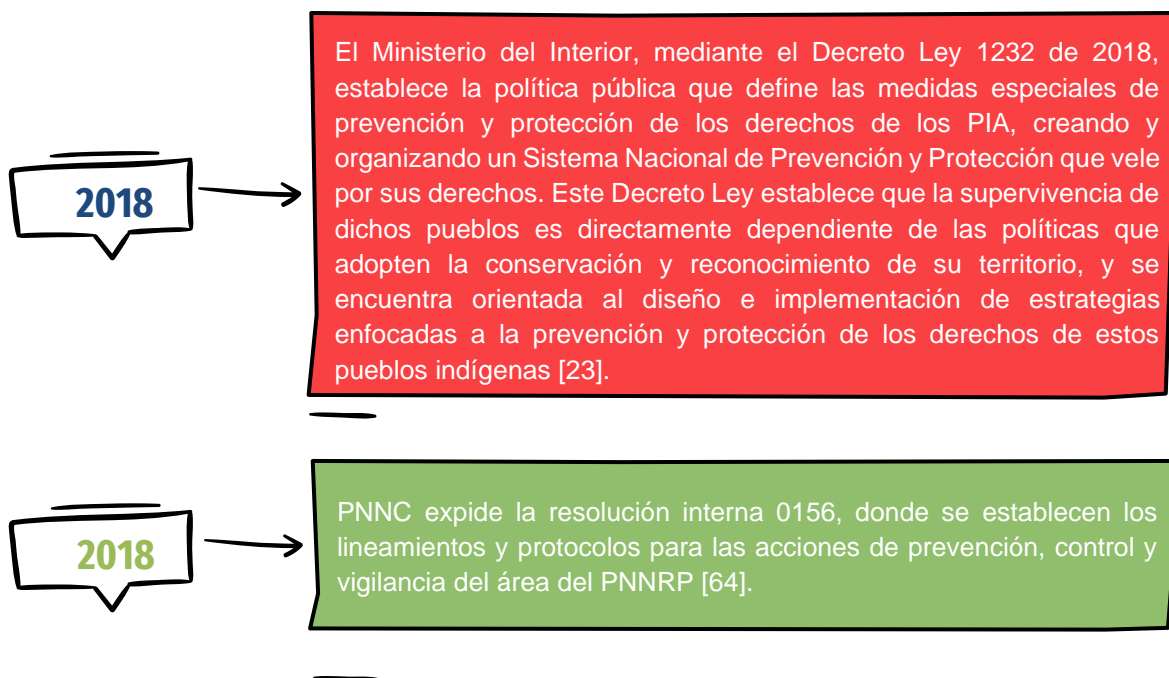 2018
El Ministerio del Interior, mediante el Decreto Ley 1232 de 2018,
establece la política pública que define las medidas especiales de
prevención y protección de los derechos de los PIA, creando y
organizando un Sistema Nacional de Prevención y Protección que vele
por sus derechos. Este Decreto Ley establece que la supervivencia de
dichos pueblos es directamente dependiente de las políticas que
adopten la conservación y reconocimiento de su territorio, y se
encuentra orientada al diseño e implementación de estrategias
enfocadas a la prevención y protección de los derechos de estos
pueblos indígenas [23].
2018
PNNC expide la resolución interna 0156, donde se establecen los
lineamientos y protocolos para las acciones de prevención, control y
vigilancia del área del PNNRP [64].